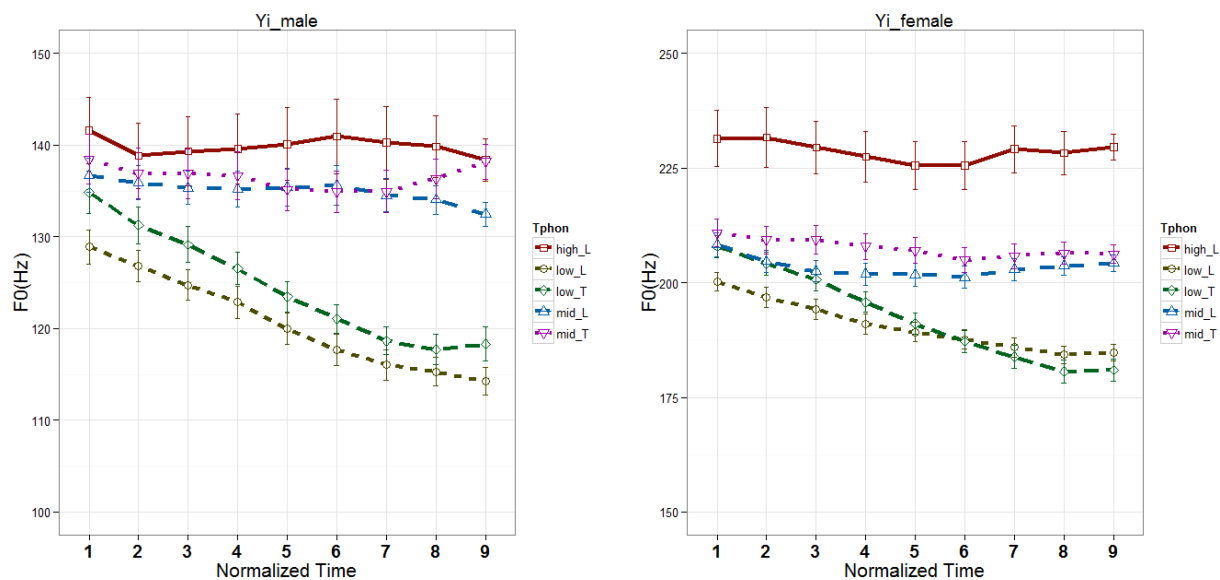 Yi_male
150
140
130
120
110
100
F0(Hz)
1 2 3 4 5 6 7 8 9
Normalized Time
Tphon
high_L
low_L
low_T
mid_L
mid_T
Yi_female
250
225
200
175
150
F0(Hz)
1 2 3 4 5 6 7 8 9
Normalized Time
Tphon
high_L
low_L
low_T
mid_L
mid_T